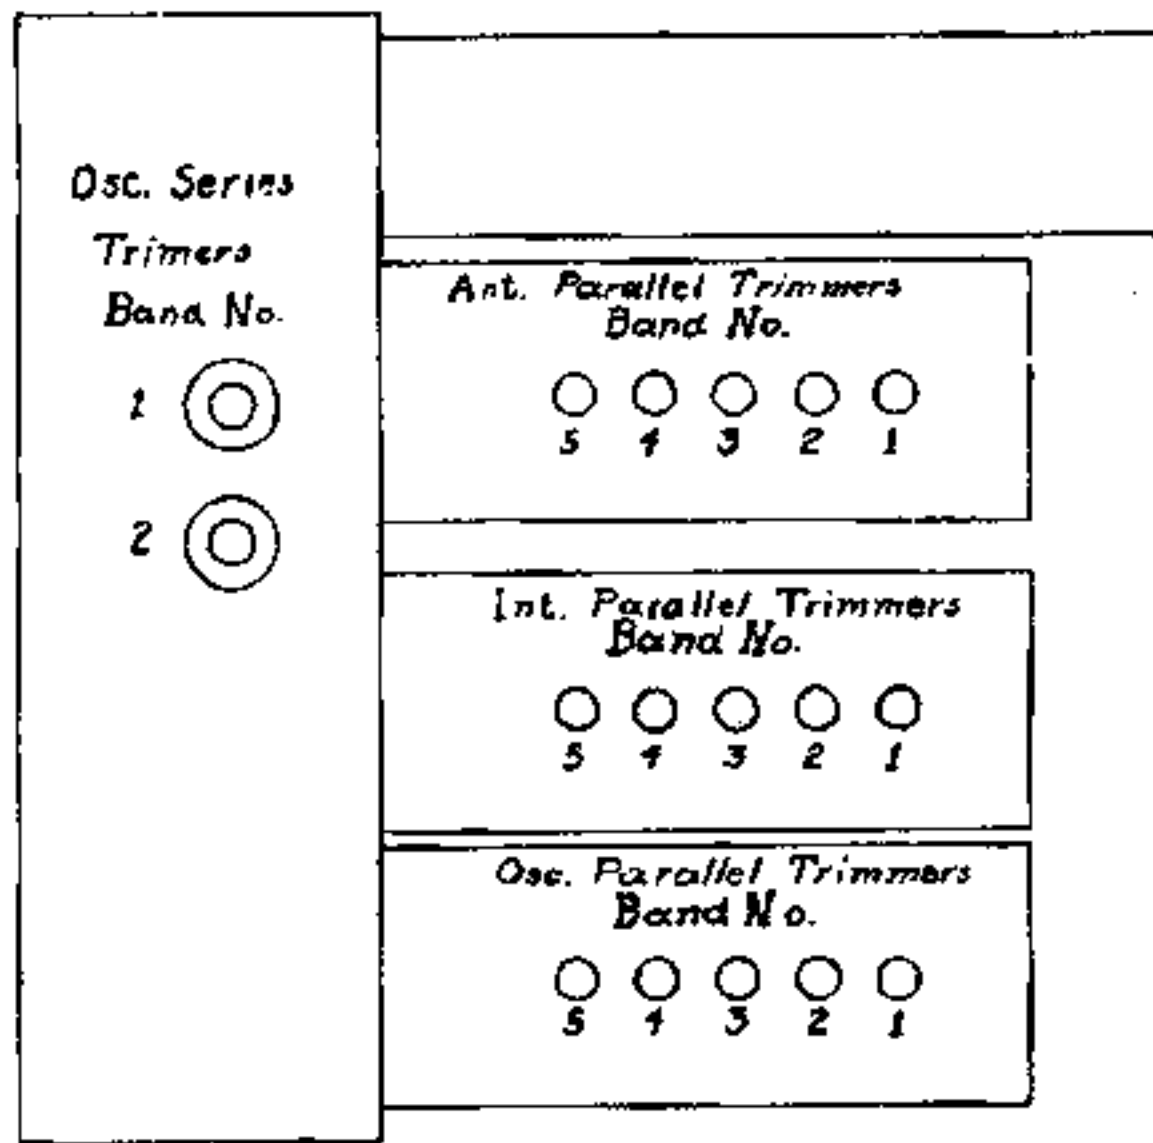 Osc. Series
Trimers
Band No.
1
2
Ant. Parallel Trimmers
Band No.
5 4 3 2 1
Int. Parallel Trimmers
Band No.
5 4 3 2 1
Osc. Parallel Trimmers
Band No.
5 4 3 2 1